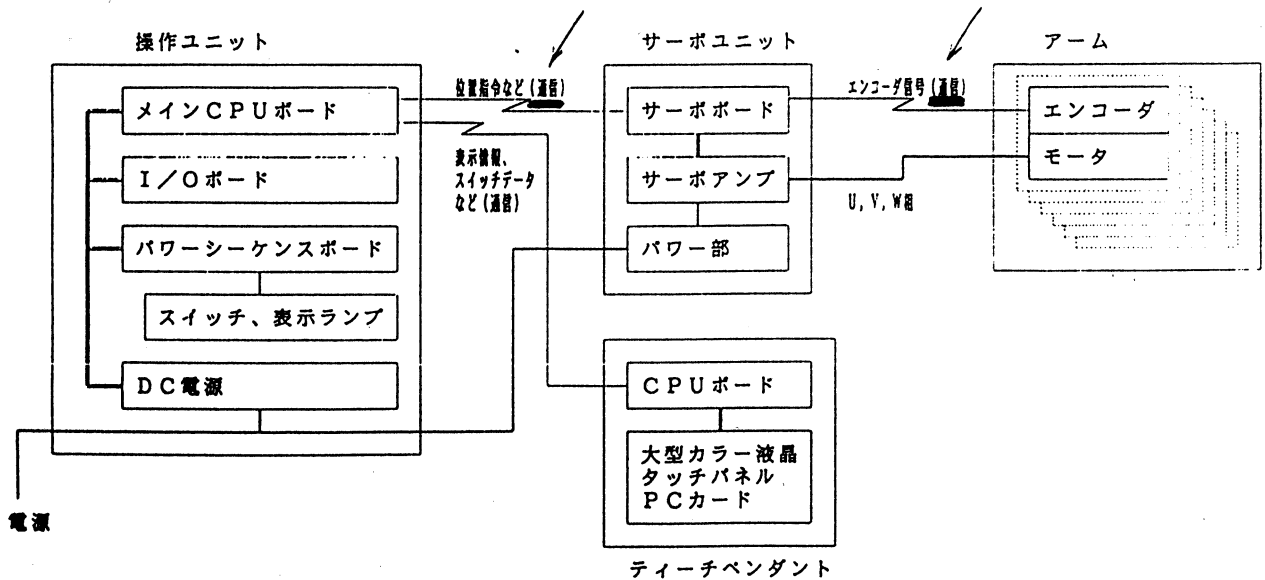 操作ユニット
メインCPUボード
I/Oボード
パワーシーケンスボード
スイッチ、表示ランプ
DC電源
電源
位置指令など(通信)
表示情報、
スイッチデータ
など(通信)
サーボユニット
サーボボード
サーボアンプ
パワー部
エンコーダ信号(通信)
U,V,W相
アーム
エンコーダ
モータ
CPUボード
大型カラー液晶
タッチパネル
PCカード
ティーチペンダント